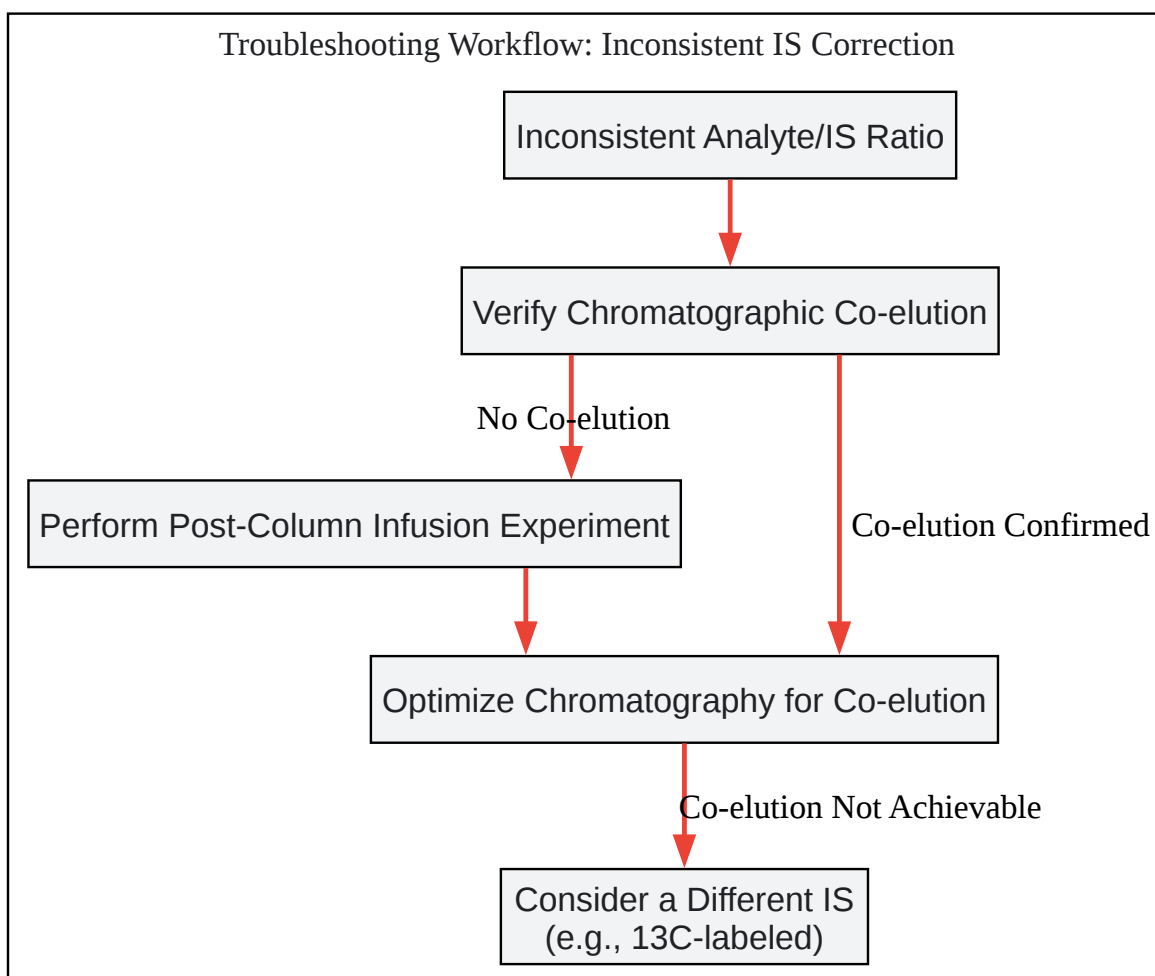 Troubleshooting Workflow: Inconsistent IS Correction
Inconsistent Analyte/IS Ratio
Verify Chromatographic Co-elution
No Co-elution
Perform Post-Column Infusion Experiment
Co-elution Confirmed
Optimize Chromatography for Co-elution
Co-elution Not Achievable
Consider a Different IS
(e.g., 13C-labeled)